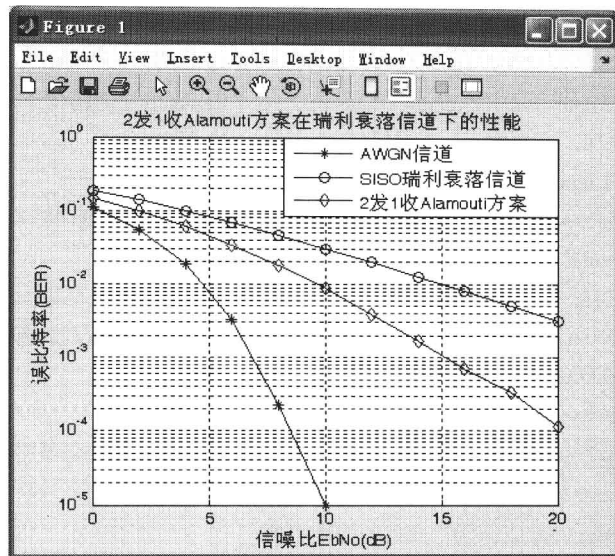 Figure 1
File Edit View Insert Tools Desktop Window Help
2发1收Alamouti方案在瑞利衰落信道下的性能
AWGN信道
SISO瑞利衰落信道
2发1收Alamouti方案
误比特率(BER)
10^0
10^-1
10^-2
10^-3
10^-4
10^-5
0 5 10 15 20
信噪比EbNo(dB)